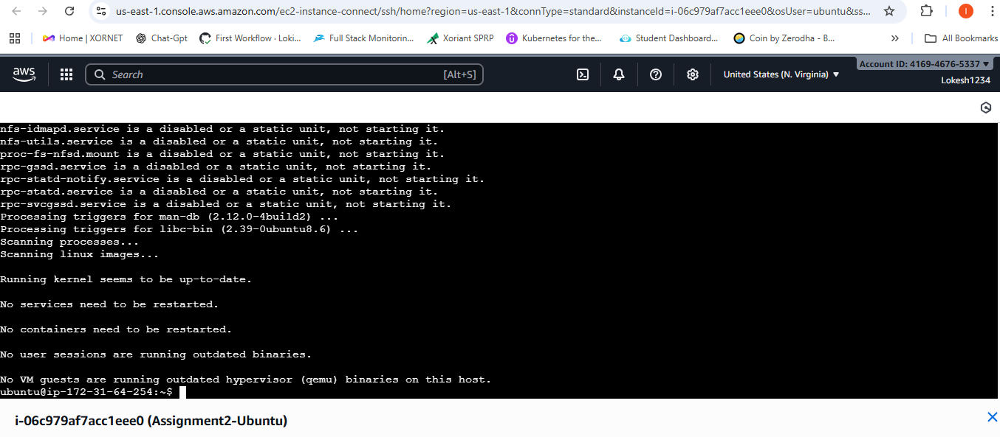 us-east-1.console.aws.amazon.com/ec2-instance-connect/ssh/home?region=us-east-1&connType=standard&instanceId=i-06c979af7acc1eee0&osUser=ubuntu&ss...
I
Home | XORNET
Chat-Gpt
First Workflow · Loki...
Full Stack Monitorin...
Xoriant SPRP
Kubernetes for the...
Student Dashboard...
Coin by Zerodha - B...
»
All Bookmarks
aws
Search
[Alt+S]
United States (N. Virginia) ▼
Account ID: 4169-4676-5337 ▼
Lokesh1234
nfs-idmapd.service is a disabled or a static unit, not starting it.
nfs-utils.service is a disabled or a static unit, not starting it.
proc-fs-nfsd.mount is a disabled or a static unit, not starting it.
rpc-gssd.service is a disabled or a static unit, not starting it.
rpc-statd-notify.service is a disabled or a static unit, not starting it.
rpc-statd.service is a disabled or a static unit, not starting it.
rpc-svcgssd.service is a disabled or a static unit, not starting it.
Processing triggers for man-db (2.12.0-4build2) ...
Processing triggers for libc-bin (2.39-0ubuntu8.6) ...
Scanning processes...
Scanning linux images...
Running kernel seems to be up-to-date.
No services need to be restarted.
No containers need to be restarted.
No user sessions are running outdated binaries.
No VM guests are running outdated hypervisor (qemu) binaries on this host.
ubuntu@ip-172-31-64-254:~$
i-06c979af7acc1eee0 (Assignment2-Ubuntu)